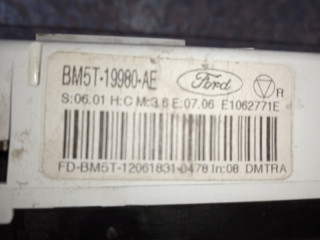 BM5T-19980-AE Ford R
S:06.01 H:C M:3.6 E:07.06 E1062771E
FD-BM5T-12061831-0478 In:08 DMTRA